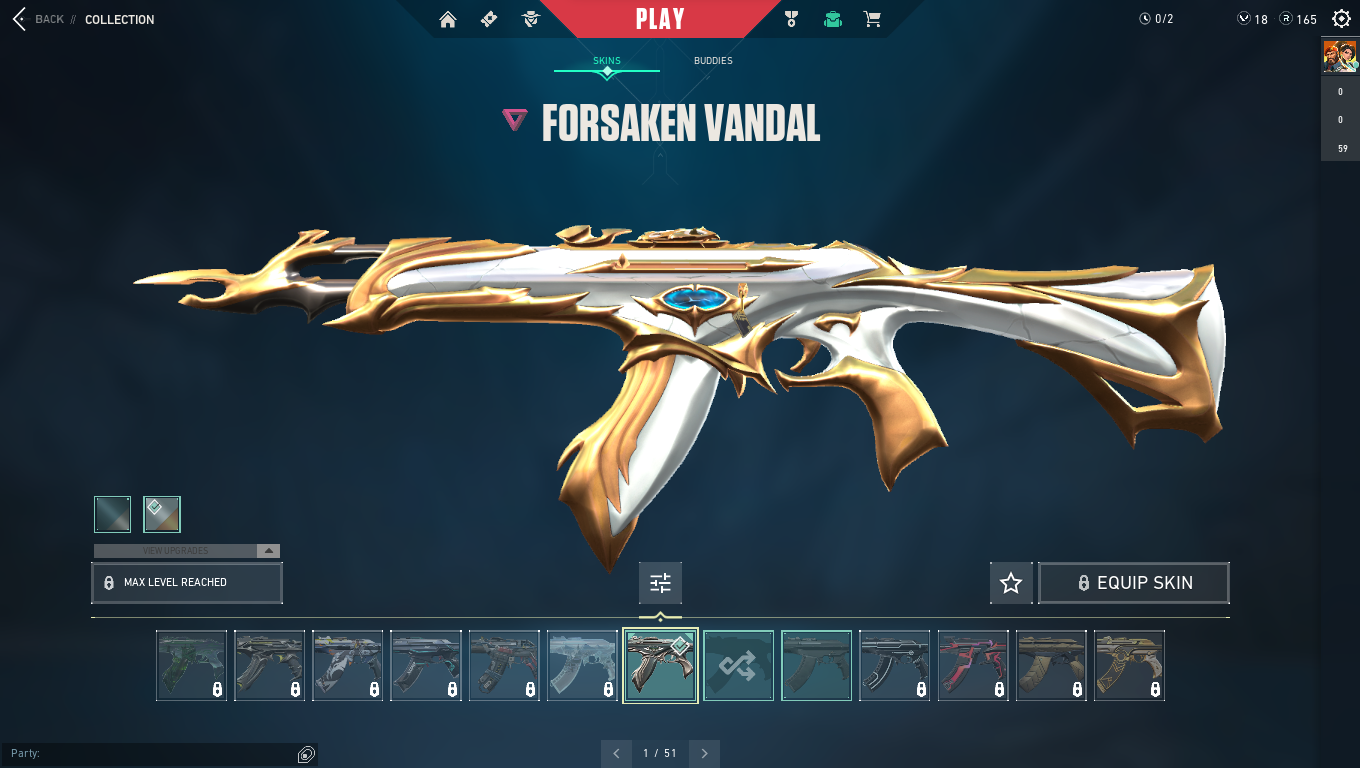 BACK // COLLECTION
PLAY
0/2
18
165
SKINS
BUDDIES
FORSAKEN VANDAL
0
0
59
VIEW UPGRADES
MAX LEVEL REACHED
EQUIP SKIN
Party:
1 / 51